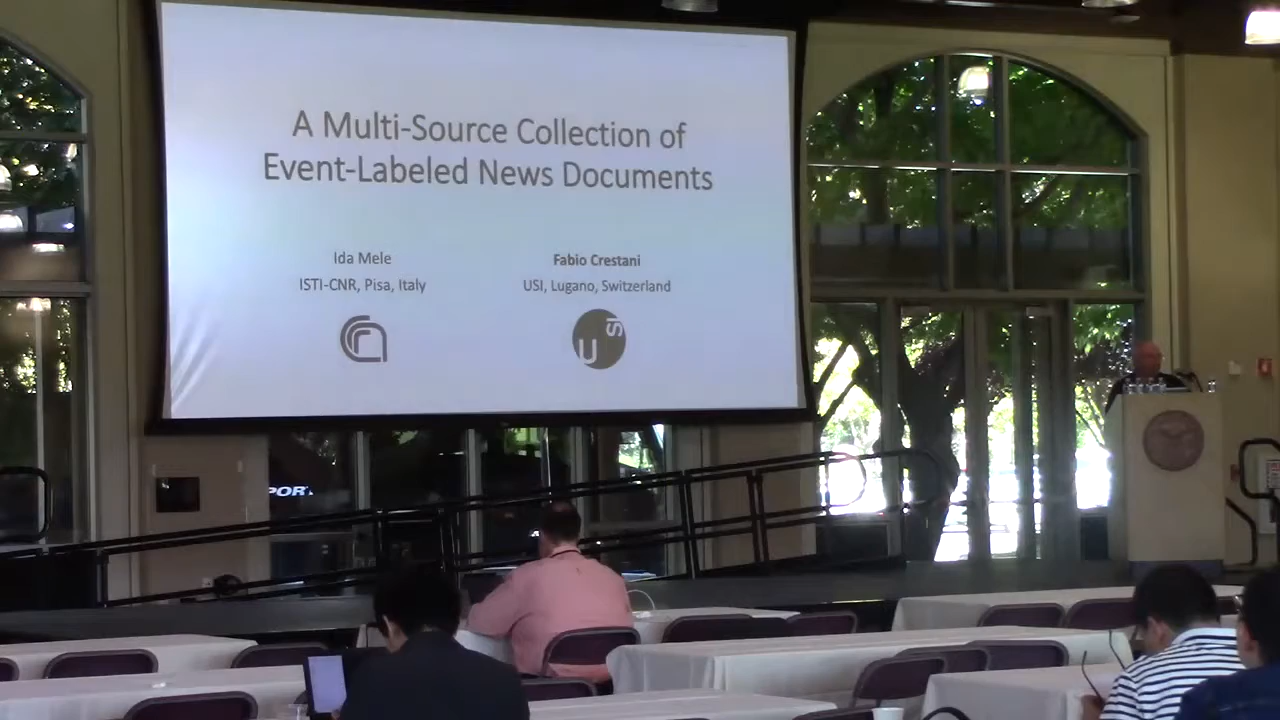 A Multi-Source Collection of
Event-Labeled News Documents
Ida Mele
Fabio Crestani
ISTI-CNR, Pisa, Italy
USI, Lugano, Switzerland
USI
PORT